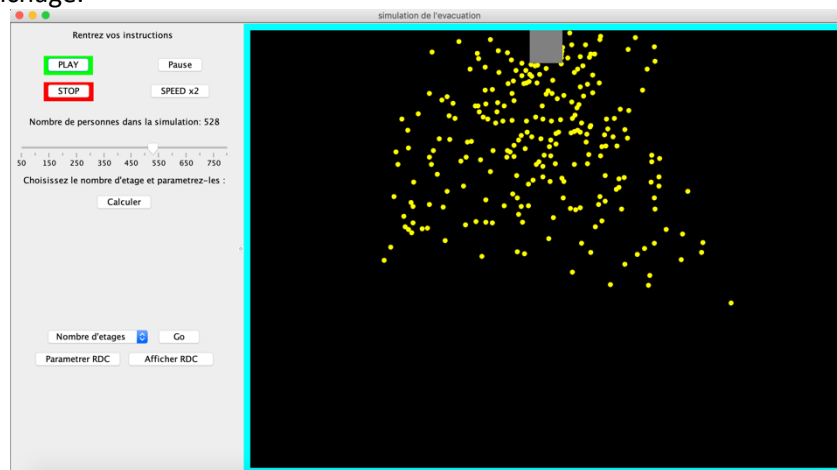 simulation de l'evacuation
Rentrez vos instructions
PLAY Pause
STOP SPEED x2
Nombre de personnes dans la simulation: 528
50 150 250 350 450 550 650 750
Choisissez le nombre d'etage et parametrez-les :
Calculer
Nombre d'etages Go
Parametrer RDC Afficher RDC